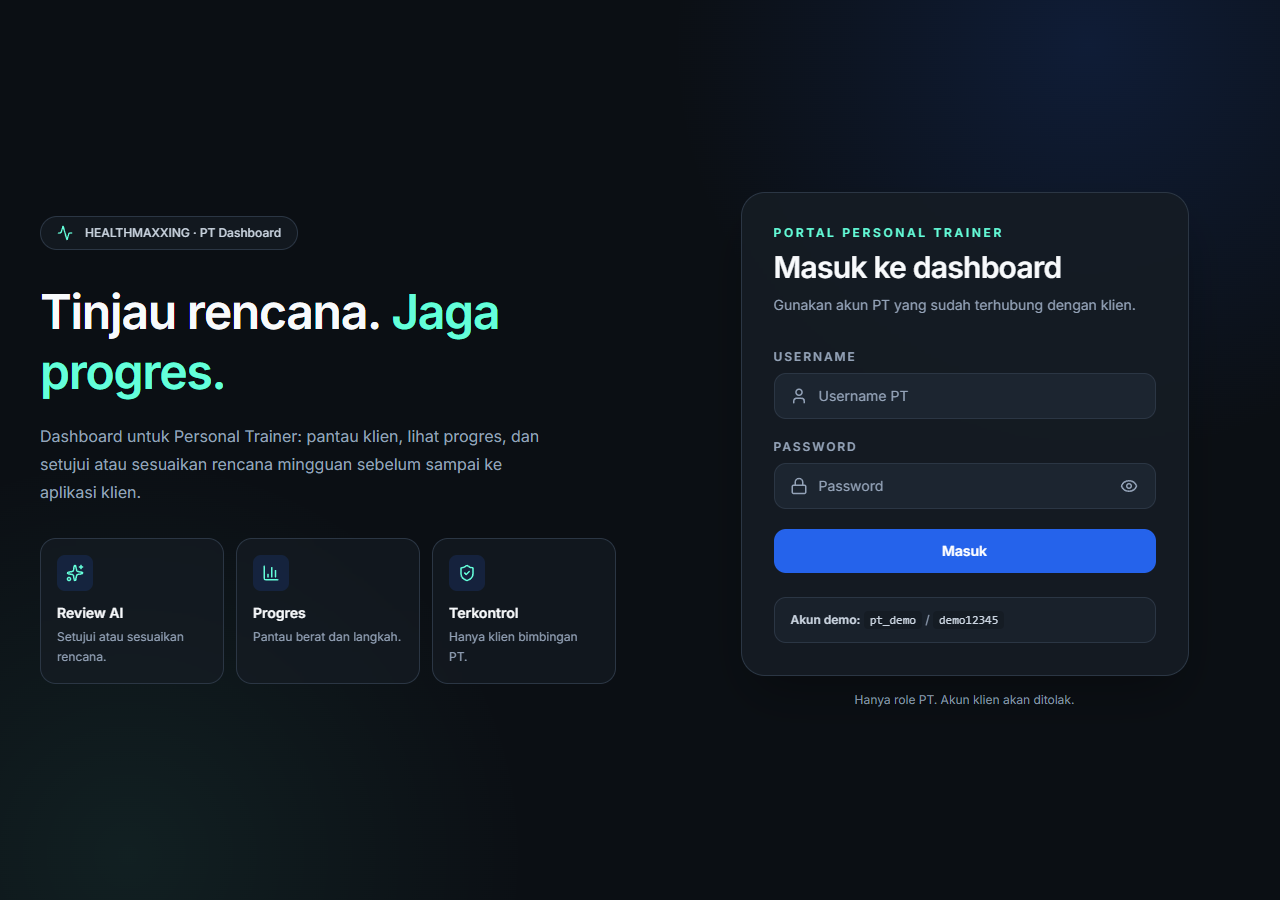 HEALTHMAXXING · PT Dashboard
Tinjau rencana. Jaga
progres.
Dashboard untuk Personal Trainer: pantau klien, lihat progres, dan
setujui atau sesuaikan rencana mingguan sebelum sampai ke
aplikasi klien.
Review AI
Setujui atau sesuaikan
rencana.
Progres
Pantau berat dan langkah.
Terkontrol
Hanya klien bimbingan
PT.
PORTAL PERSONAL TRAINER
Masuk ke dashboard
Gunakan akun PT yang sudah terhubung dengan klien.
USERNAME
Username PT
PASSWORD
Password
Masuk
Akun demo: pt_demo / demo12345
Hanya role PT. Akun klien akan ditolak.